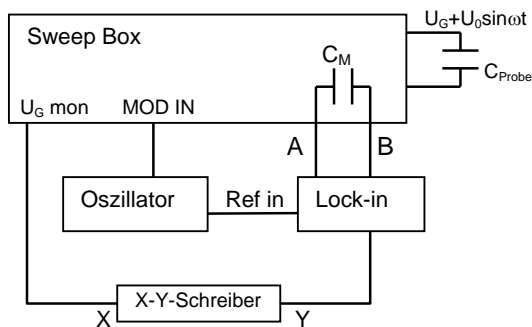 U_G+U_0sinωt
Sweep Box
C_M
C_Probe
U_G mon
MOD IN
A
B
Oszillator
Ref in
Lock-in
X-Y-Schreiber
X
Y